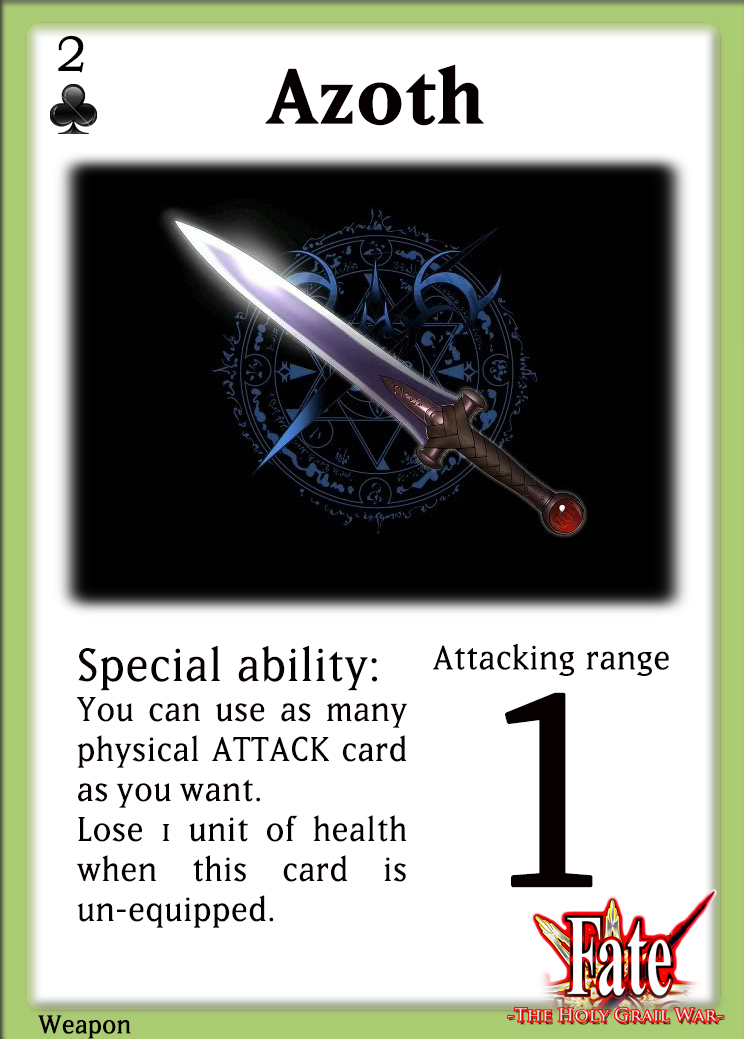 2
Azoth
Special ability:
You can use as many
physical ATTACK card
as you want.
Lose 1 unit of health
when this card is
un-equipped.
Attacking range
1
Fate
-THE HOLY GRAIL WAR-
Weapon